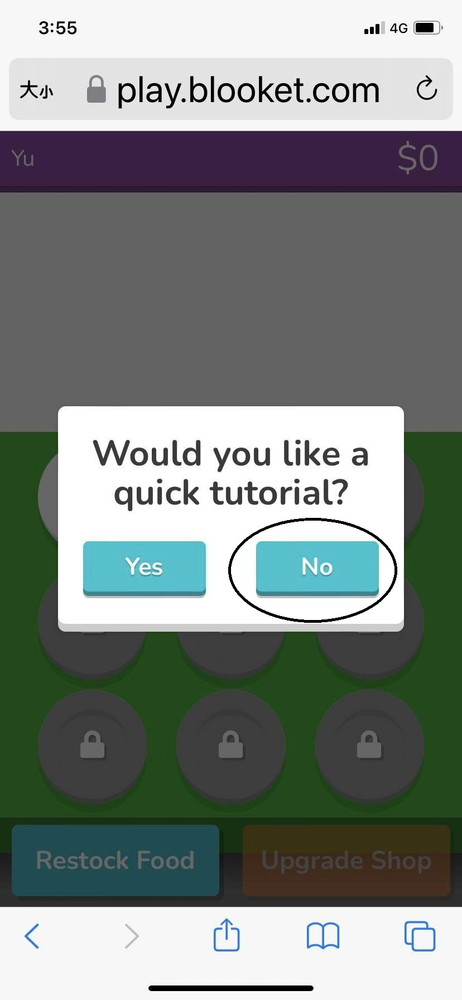 3:55
4G
大小
play.blooket.com
Yu
$0
Would you like a
quick tutorial?
Yes
No
Restock Food
Upgrade Shop